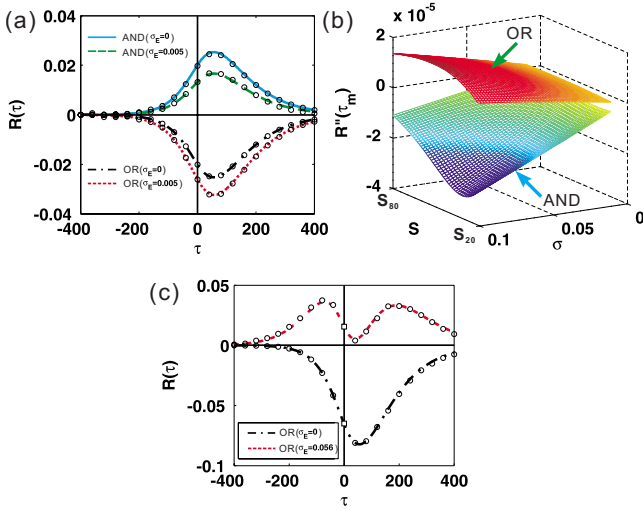 (a)
0.04
0.02
0
-0.02
-0.04
R(τ)
AND(σE=0)
AND(σE=0.005)
OR(σE=0)
OR(σE=0.005)
-400 -200 0 200 400
τ
(b)
x 10^-5
2
0
-2
-4
R''(τm)
OR
AND
S80
S
S20
0.1
0.05
0
σ
(c)
0.05
0
-0.05
-0.1
R(τ)
OR(σE=0)
OR(σE=0.056)
-400 -200 0 200 400
τ